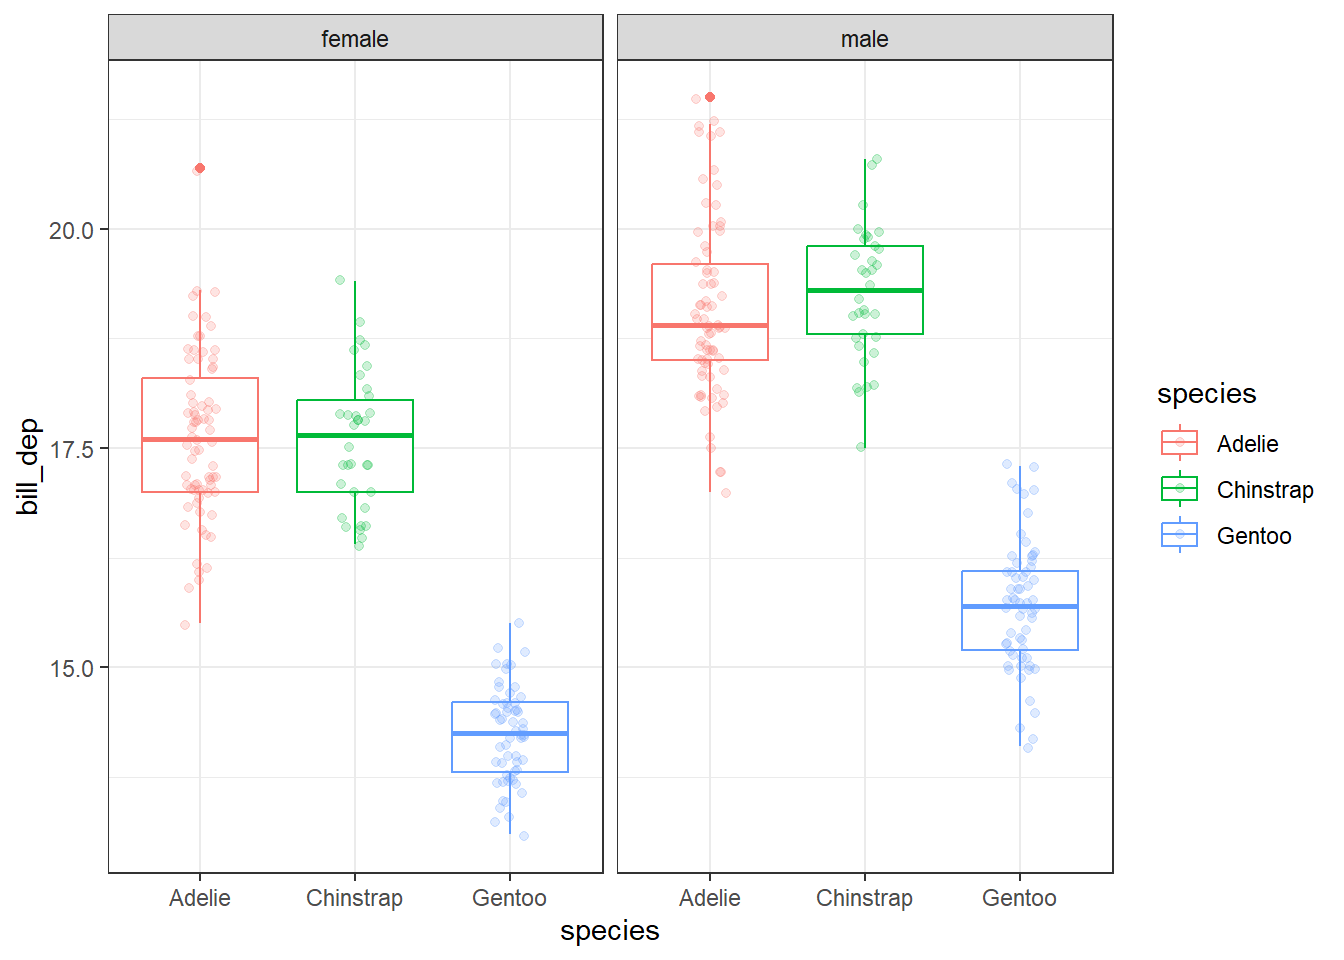 female male
bill_dep
20.0
17.5
15.0
Adelie Chinstrap Gentoo Adelie Chinstrap Gentoo
species
species
Adelie
Chinstrap
Gentoo